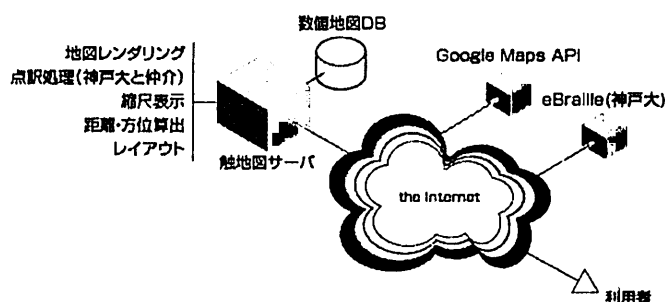 数値地図DB
地図レンダリング
点訳処理(神戸大と仲介)
縮尺表示
距離・方位算出
レイアウト
触地図サーバ
Google Maps API
eBraille(神戸大)
the Internet
利用者